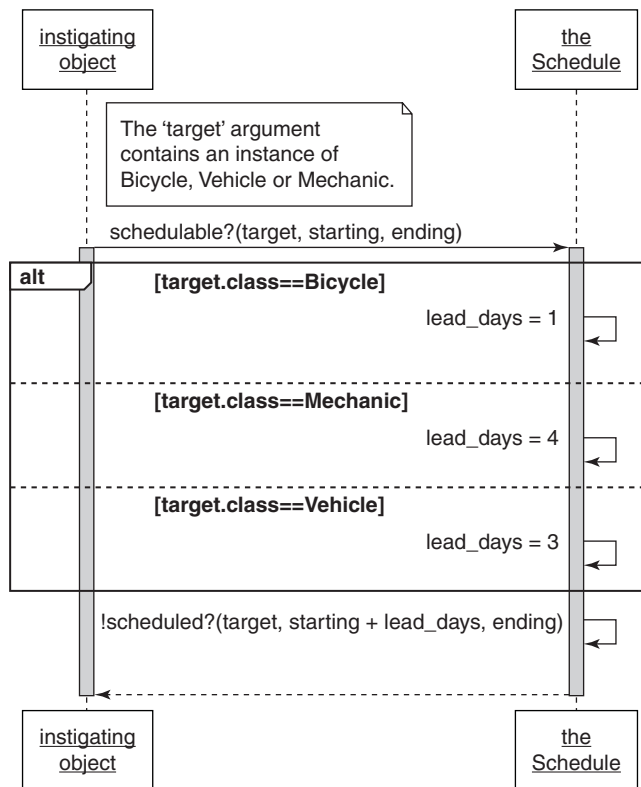 instigating
object
the
Schedule
The ‘target’ argument
contains an instance of
Bicycle, Vehicle or Mechanic.
schedulable?(target, starting, ending)
alt
[target.class==Bicycle]
lead_days = 1
[target.class==Mechanic]
lead_days = 4
[target.class==Vehicle]
lead_days = 3
!scheduled?(target, starting + lead_days, ending)
instigating
object
the
Schedule